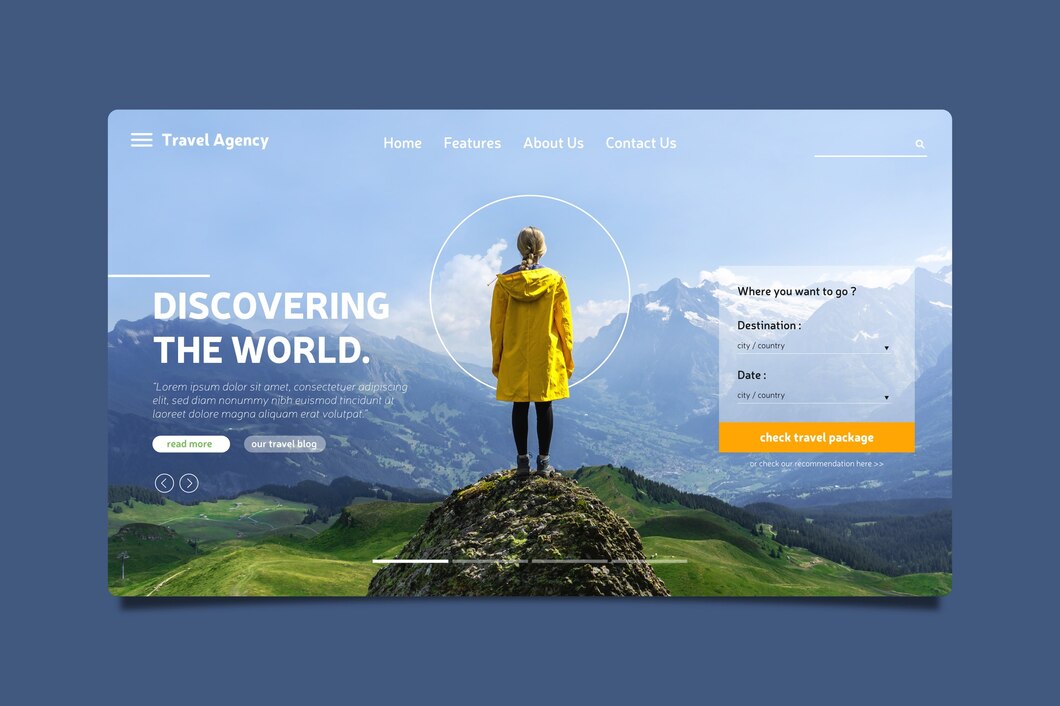 Travel Agency
Home Features About Us Contact Us
DISCOVERING
THE WORLD.
"Lorem ipsum dolor sit amet, consectetuer adipiscing
elit, sed diam nonummy nibh euismod tincidunt ut
laoreet dolore magna aliquam erat volutpat."
read more our travel blog
Where you want to go ?
Destination :
city / country
Date :
city / country
check travel package
or check our recommendation here >>